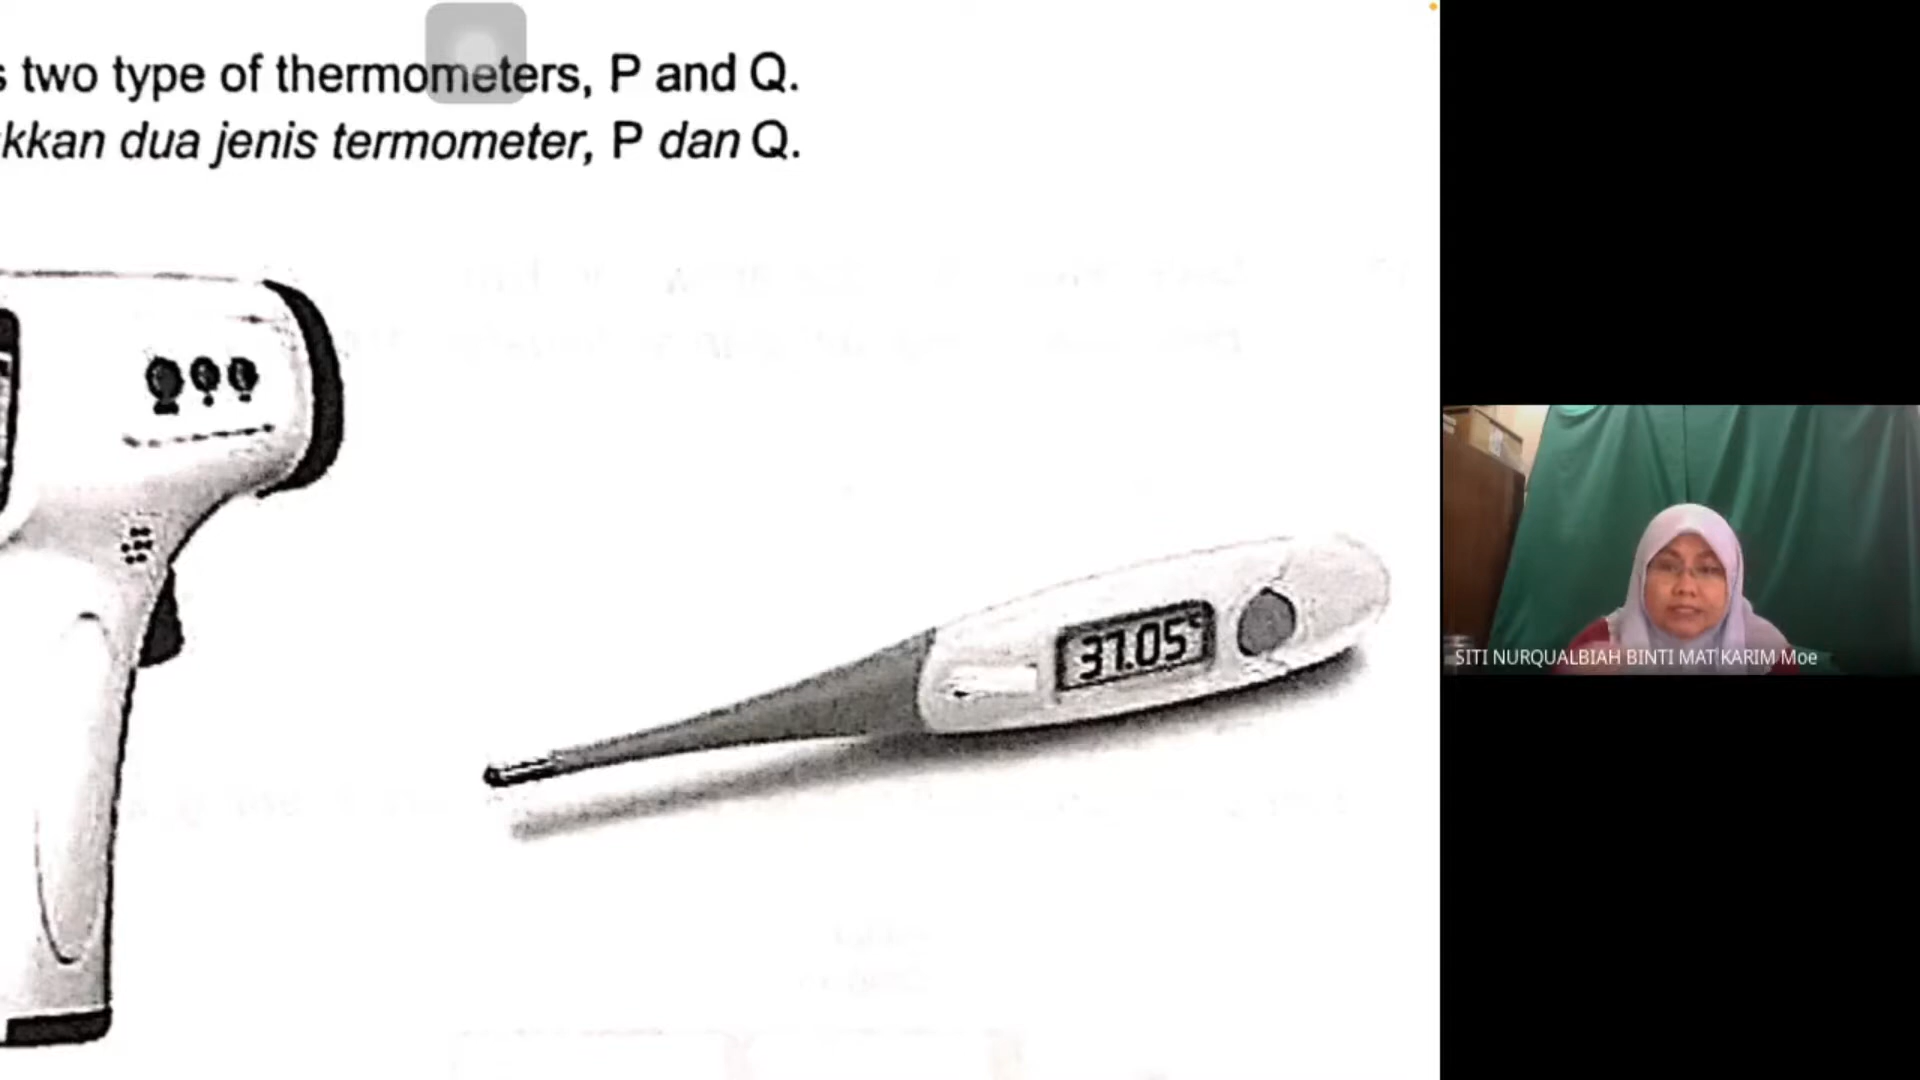 s two type of thermometers, P and Q.
kkan dua jenis termometer, P dan Q.
37.05°
SITI NURQUALBIAH BINTI MAT KARIM Moe